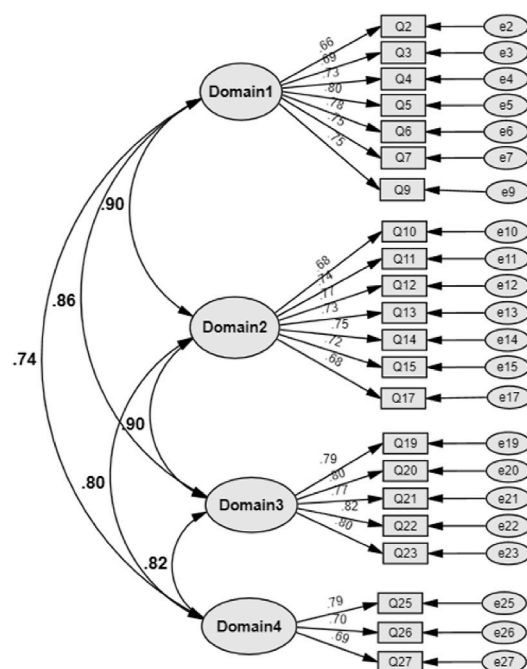 .66 Q2 e2
.69 Q3 e3
.73 Q4 e4
.80 Q5 e5
.78 Q6 e6
.75 Q7 e7
.75 Q9 e9
Domain1
.90
.68 Q10 e10
.74 Q11 e11
.77 Q12 e12
.73 Q13 e13
.75 Q14 e14
.72 Q15 e15
.68 Q17 e17
Domain2
.86
.74
.90
.80
.79 Q19 e19
.80 Q20 e20
.77 Q21 e21
.82 Q22 e22
.80 Q23 e23
Domain3
.82
.79 Q25 e25
.70 Q26 e26
.69 Q27 e27
Domain4